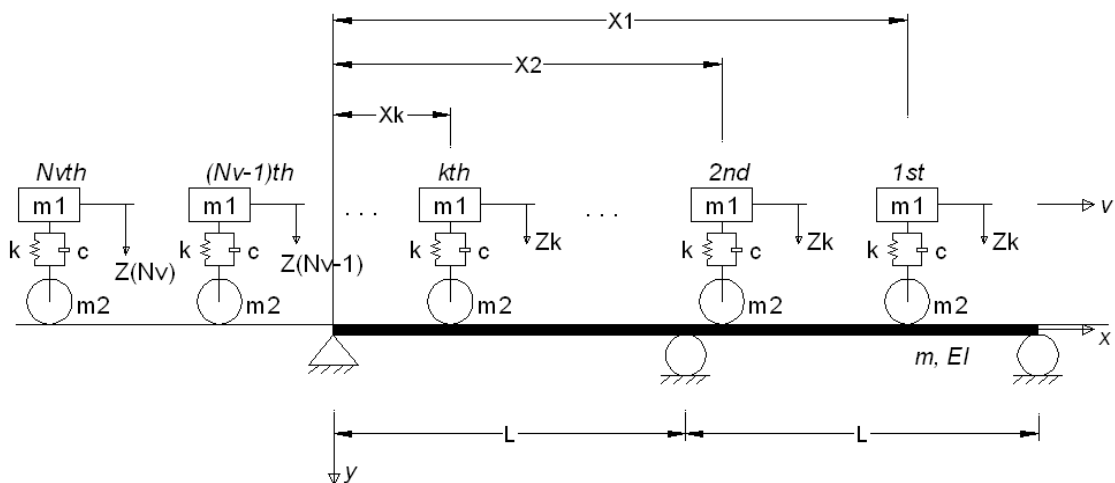 X1
X2
Xk
Nvth (Nv-1)th kth 2nd 1st
m1 m1 ... m1 ... m1 m1 v
k c k c k c k c k c
Z(Nv) Z(Nv-1) Zk Zk Zk
m2 m2 m2 m2 m2
x
m, EI
L L
y